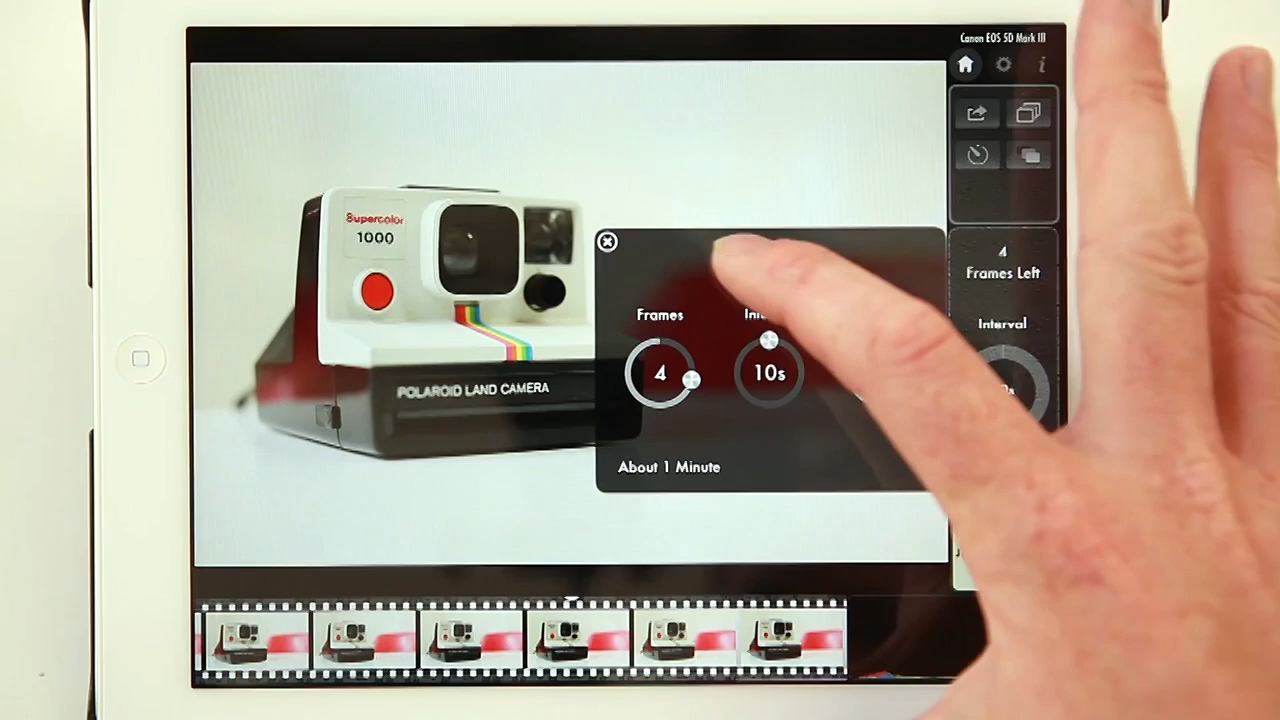 Canon EOS 5D Mark III
i
Supercolor
1000
4
Frames Left
Frames
Interval
4
10s
POLAROID LAND CAMERA
About 1 Minute